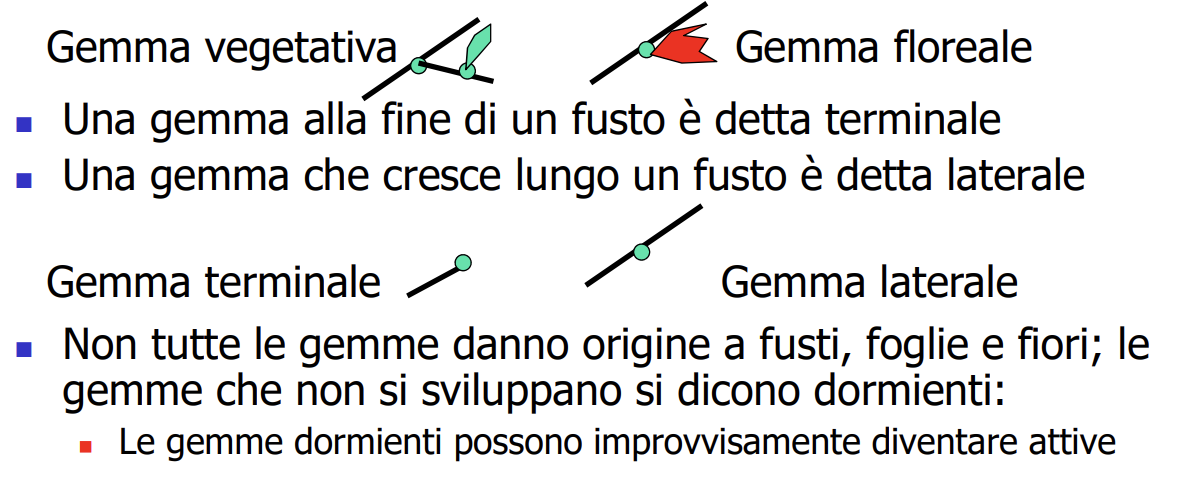 Gemma vegetativa Gemma floreale
Una gemma alla fine di un fusto è detta terminale
Una gemma che cresce lungo un fusto è detta laterale
Gemma terminale Gemma laterale
Non tutte le gemme danno origine a fusti, foglie e fiori; le
gemme che non si sviluppano si dicono dormienti:
Le gemme dormienti possono improvvisamente diventare attive